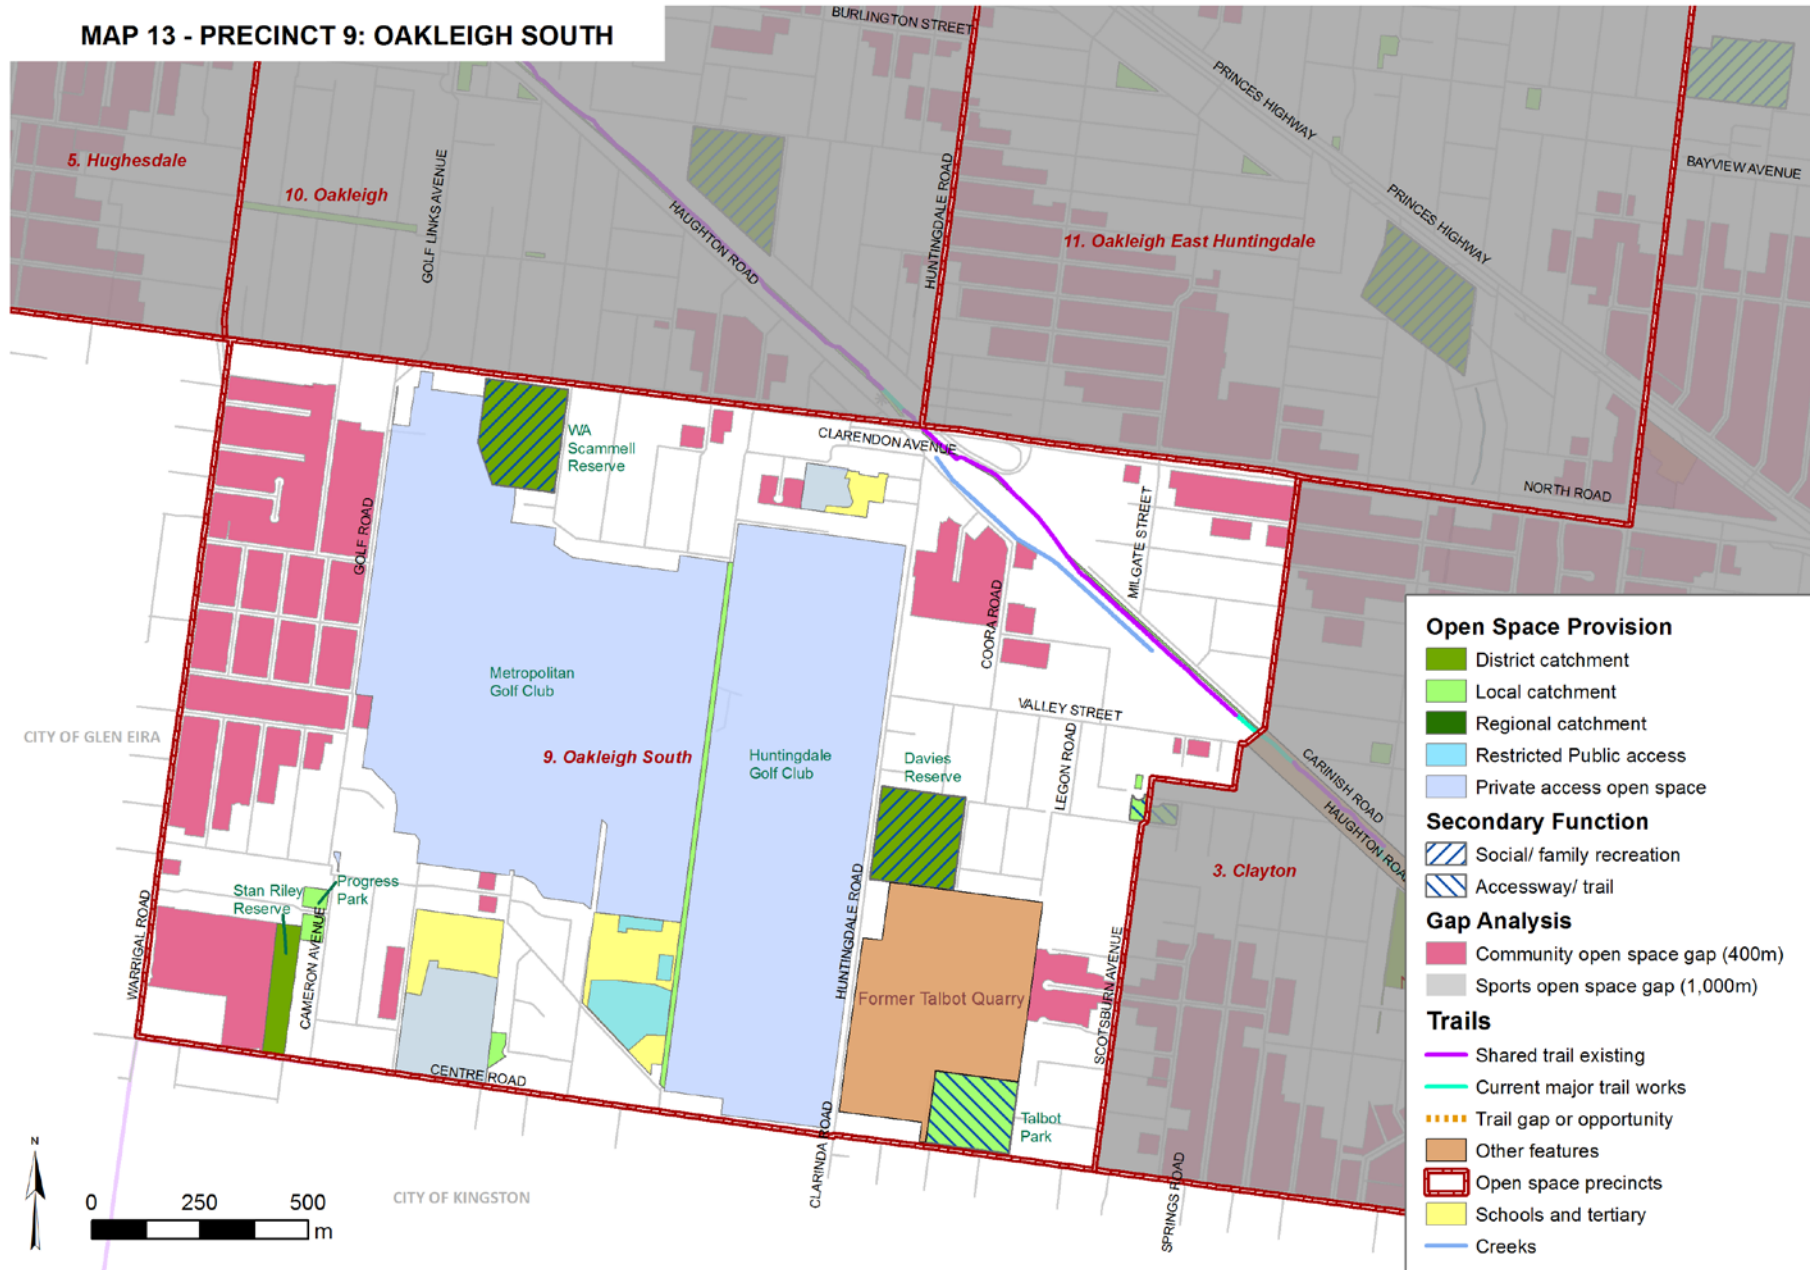 MAP 13 - PRECINCT 9: OAKLEIGH SOUTH
BURLINGTON STREET
PRINCES HIGHWAY
BAYVIEW AVENUE
5. Hughesdale
10. Oakleigh
GOLF LINKS AVENUE
HAUGHTON ROAD
HUNTINGDALE ROAD
PRINCES HIGHWAY
11. Oakleigh East Huntingdale
WA
Scammell
Reserve
CLARENDON AVENUE
NORTH ROAD
GOLF ROAD
MILGATE STREET
COORA ROAD
Metropolitan
Golf Club
VALLEY STREET
CITY OF GLEN EIRA
9. Oakleigh South
Huntingdale
Golf Club
Davies
Reserve
LEGON ROAD
CARINISH ROAD
HAUGHTON ROAD
3. Clayton
Stan Riley
Reserve
Progress
Park
WARRIGAL ROAD
CAMERON AVENUE
HUNTINGDALE ROAD
Former Talbot Quarry
SCOTSBURN AVENUE
CENTRE ROAD
Talbot
Park
CLARINDA ROAD
SPRINGS ROAD
CITY OF KINGSTON
N
0 250 500
m
Open Space Provision
District catchment
Local catchment
Regional catchment
Restricted Public access
Private access open space
Secondary Function
Social/ family recreation
Accessway/ trail
Gap Analysis
Community open space gap (400m)
Sports open space gap (1,000m)
Trails
Shared trail existing
Current major trail works
Trail gap or opportunity
Other features
Open space precincts
Schools and tertiary
Creeks